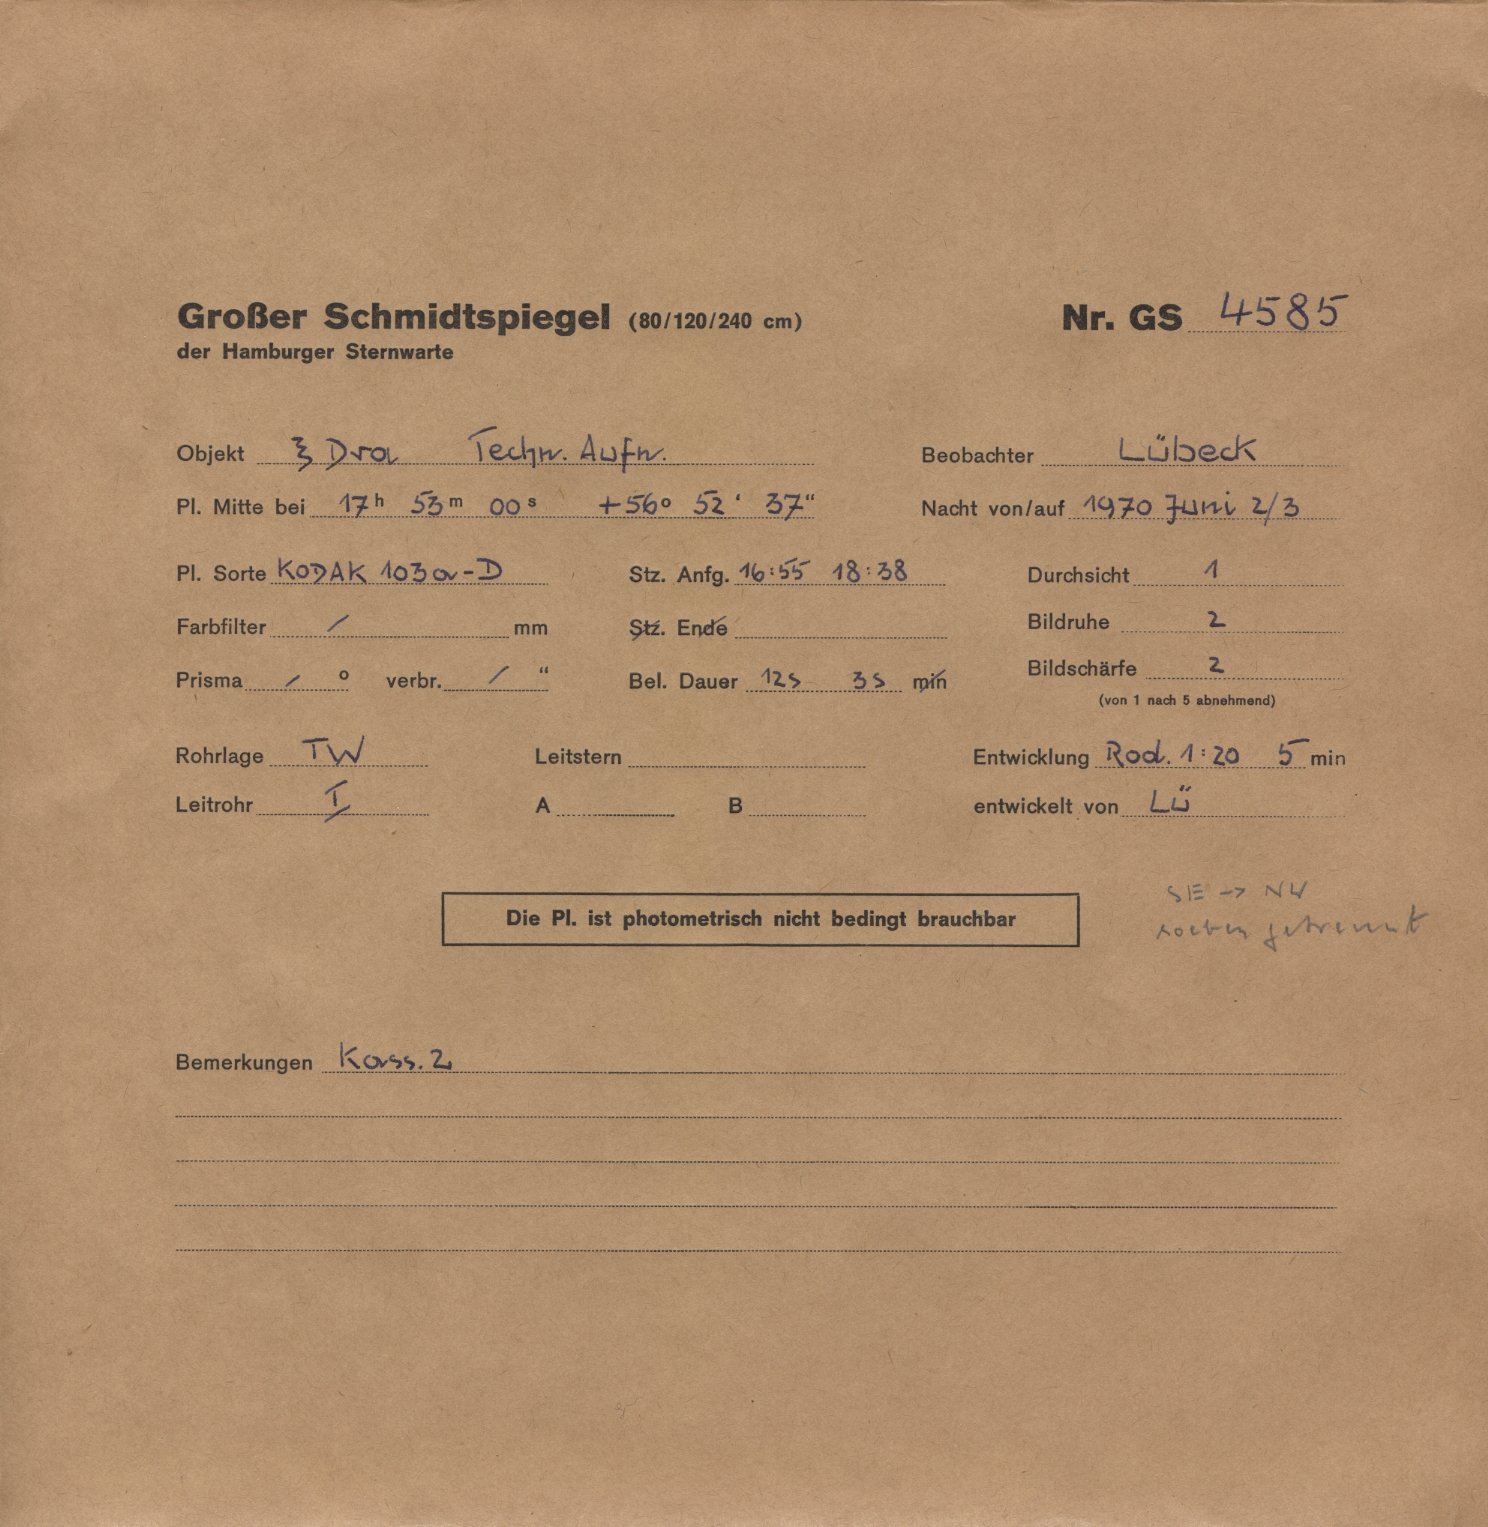 Großer Schmidtspiegel (80/120/240 cm) Nr. GS 4585
der Hamburger Sternwarte
Objekt ξ Dra Techn. Aufn. Beobachter Lübeck
Pl. Mitte bei 17h 53m 00s +56° 52‘ 37“ Nacht von/auf 1970 Juni 2/3
Pl. Sorte KODAK 103a-D Stz. Anfg. 16:55 18:38 Durchsicht 1
Farbfilter / mm Stz. Ende Bildruhe 2
Prisma / ° verbr. / “ Bel. Dauer 12s 3s min Bildschärfe 2
(von 1 nach 5 abnehmend)
Rohrlage TW Leitstern Entwicklung Rod. 1:20 5 min
Leitrohr I A B entwickelt von Lü
SE -> NW
Die Pl. ist photometrisch nicht bedingt brauchbar
soeben getrennt
Bemerkungen Kass. 2